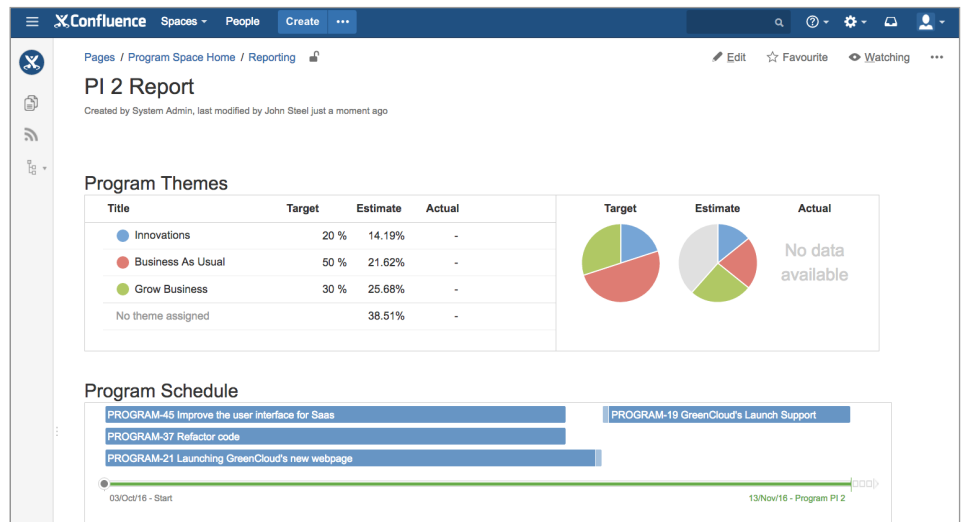 Confluence Spaces People Create •••
Pages / Program Space Home / Reporting
Edit Favourite Watching •••
PI 2 Report
Created by System Admin, last modified by John Steel just a moment ago
Program Themes
Title Target Estimate Actual
Target Estimate Actual
Innovations 20 % 14.19% -
Business As Usual 50 % 21.62% -
Grow Business 30 % 25.68% -
No theme assigned 38.51% -
No data
available
Program Schedule
PROGRAM-45 Improve the user interface for Saas
PROGRAM-19 GreenCloud's Launch Support
PROGRAM-37 Refactor code
PROGRAM-21 Launching GreenCloud's new webpage
03/Oct/16 - Start
13/Nov/16 - Program PI 2